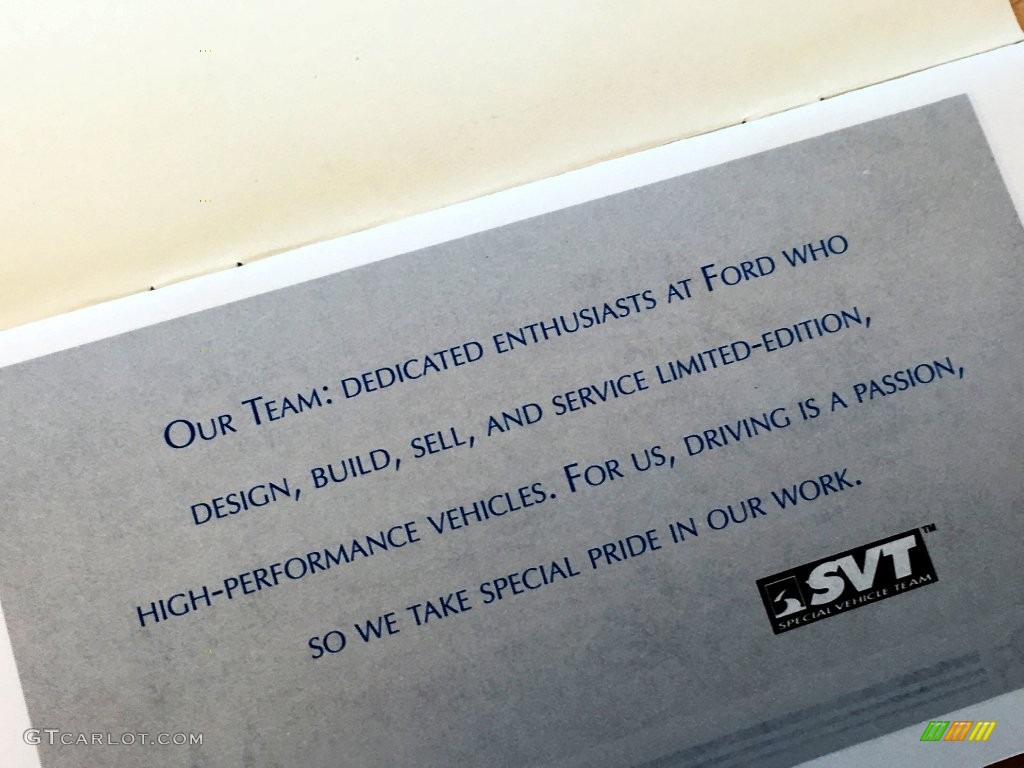 Our Team: dedicated enthusiasts at Ford who
design, build, sell, and service limited-edition,
high-performance vehicles. For us, driving is a passion,
so we take special pride in our work.
SVT™
SPECIAL VEHICLE TEAM
GTcarlot.com